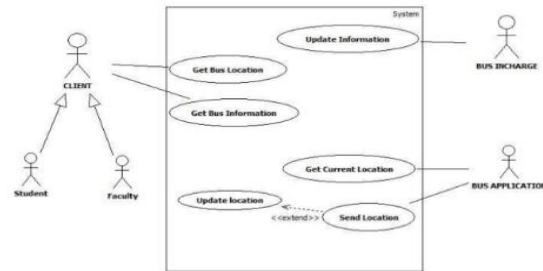 System
Update Information
BUS INCHARGE
CLIENT
Get Bus Location
Get Bus Information
Student
Faculty
Get Current Location
BUS APPLICATION
Update location
<<extend>>
Send Location